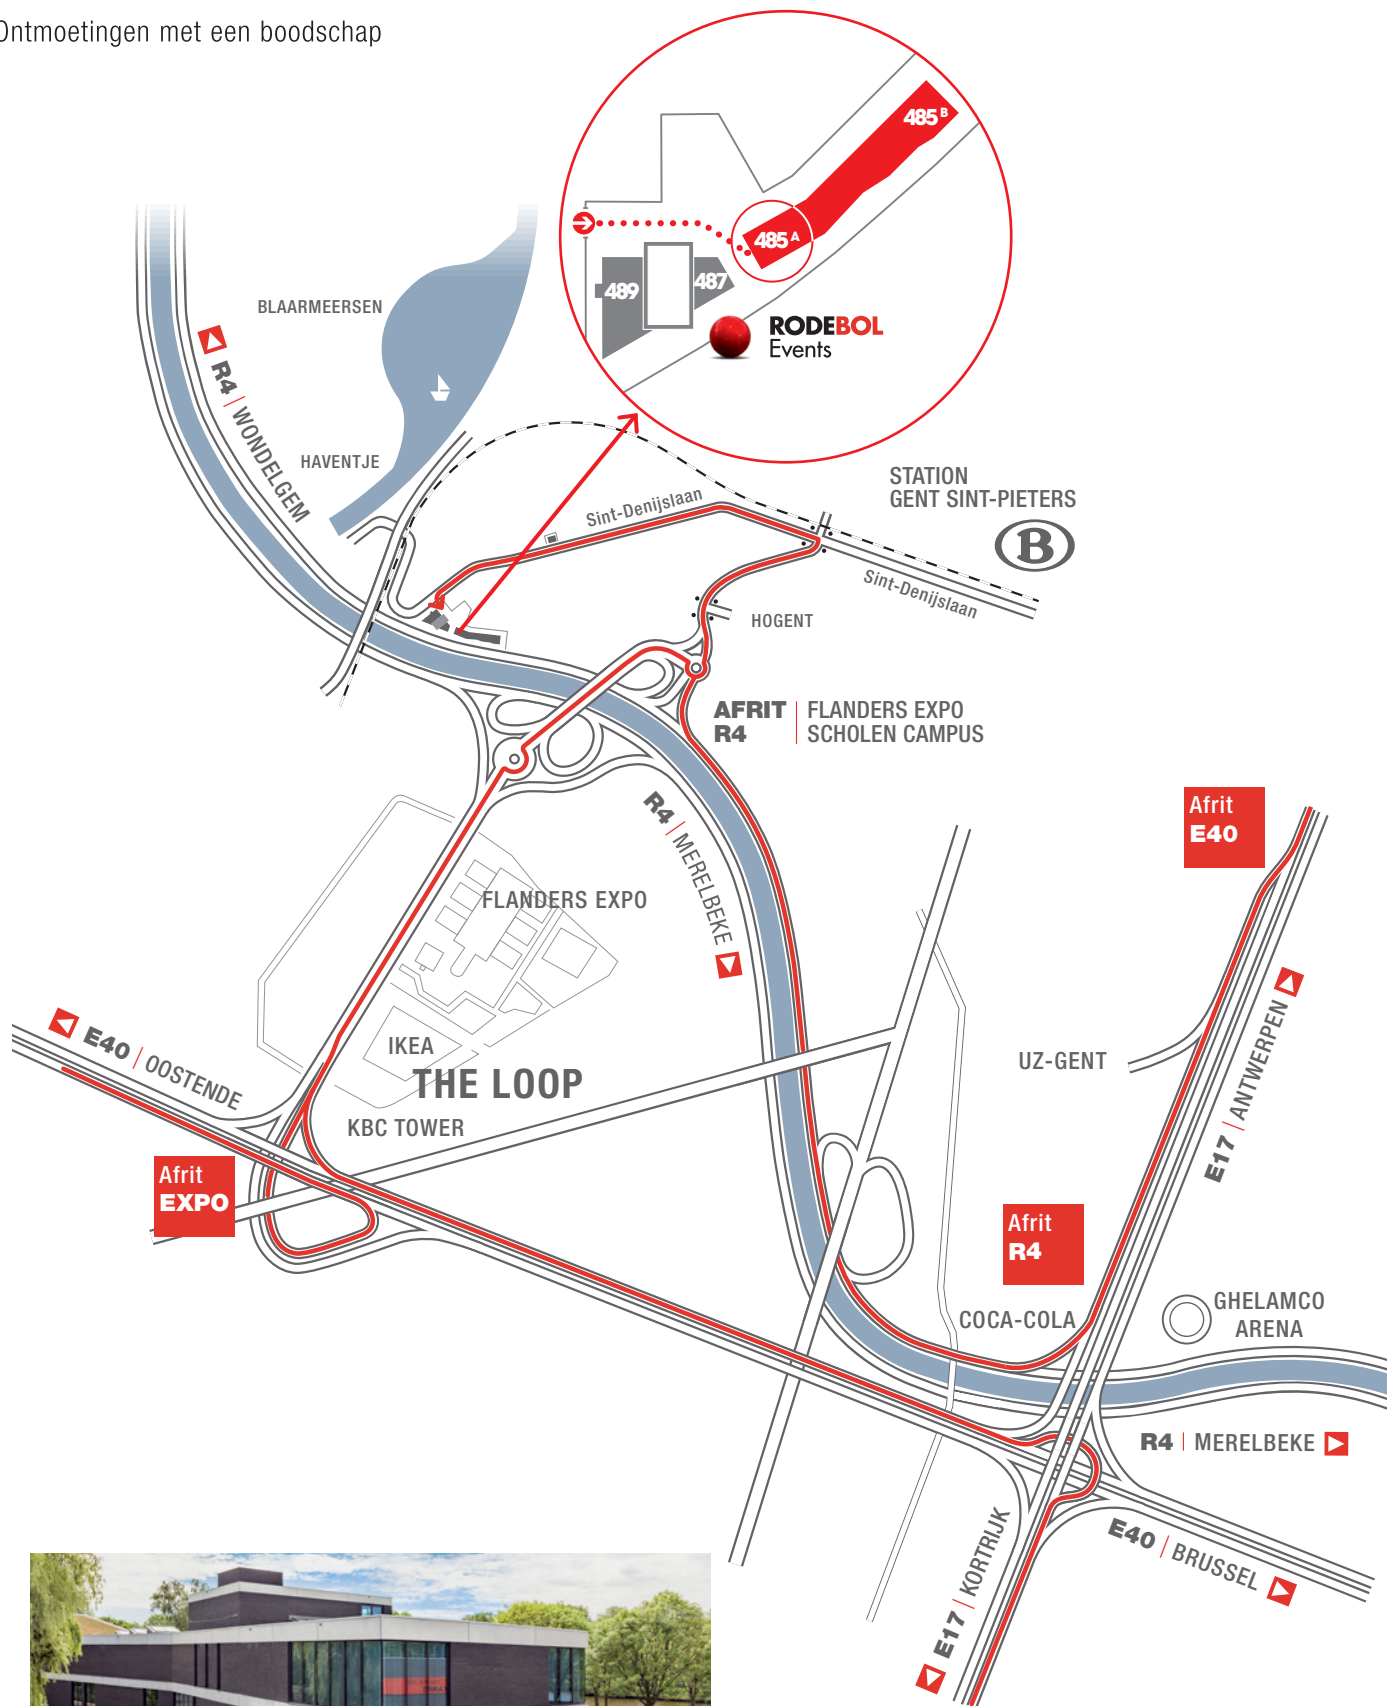 Ontmoetingen met een boodschap
485 B
485 A
487
489
RODEBOL
Events
BLAARMEERSEN
R4 | WONDELGEM
HAVENTJE
STATION
GENT SINT-PIETERS
B
Sint-Denijslaan
Sint-Denijslaan
HOGENT
AFRIT | FLANDERS EXPO
R4 | SCHOLEN CAMPUS
R4 | MERELBEKE
Afrit
E40
FLANDERS EXPO
E40 | OOSTENDE
IKEA
THE LOOP
KBC TOWER
UZ-GENT
E17 | ANTWERPEN
Afrit
EXPO
Afrit
R4
COCA-COLA
GHELAMCO
ARENA
R4 | MERELBEKE
E40 | BRUSSEL
E17 | KORTRIJK